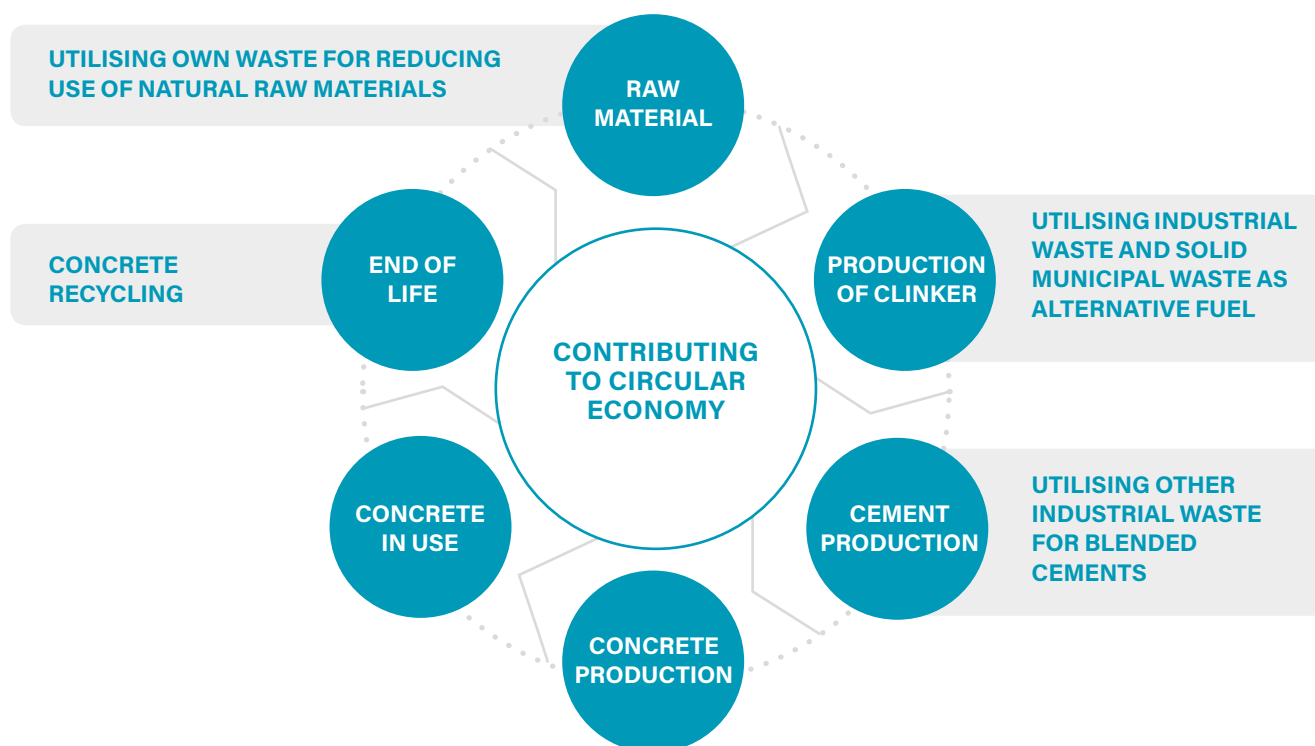 UTILISING OWN WASTE FOR REDUCING
USE OF NATURAL RAW MATERIALS
RAW
MATERIAL
PRODUCTION
OF CLINKER
UTILISING INDUSTRIAL
WASTE AND SOLID
MUNICIPAL WASTE AS
ALTERNATIVE FUEL
CONCRETE
RECYCLING
END OF
LIFE
CONTRIBUTING
TO CIRCULAR
ECONOMY
CONCRETE
IN USE
CEMENT
PRODUCTION
UTILISING OTHER
INDUSTRIAL WASTE
FOR BLENDED
CEMENTS
CONCRETE
PRODUCTION